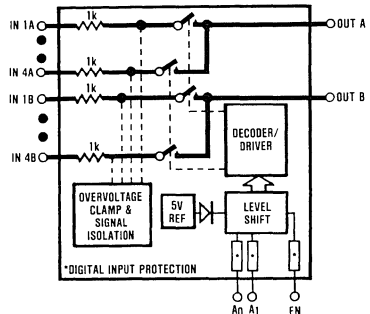 IN 1A
1k
OUT A
IN 4A
1k
IN 1B
1k
OUT B
DECODER/
DRIVER
IN 4B
1k
OVERVOLTAGE
CLAMP &
SIGNAL
ISOLATION
5V
REF
LEVEL
SHIFT
*
*
*
*DIGITAL INPUT PROTECTION
A0
A1
EN